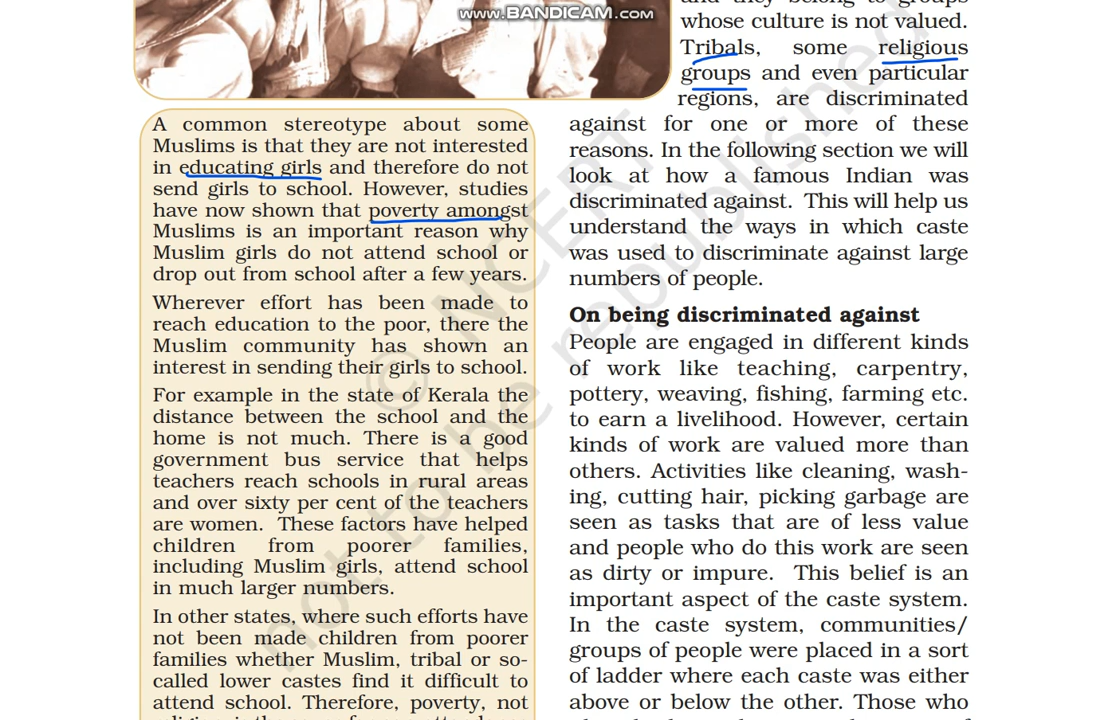 www.BANDICAM.com
A common stereotype about some
Muslims is that they are not interested
in educating girls and therefore do not
send girls to school. However, studies
have now shown that poverty amongst
Muslims is an important reason why
Muslim girls do not attend school or
drop out from school after a few years.
Wherever effort has been made to
reach education to the poor, there the
Muslim community has shown an
interest in sending their girls to school.
For example in the state of Kerala the
distance between the school and the
home is not much. There is a good
government bus service that helps
teachers reach schools in rural areas
and over sixty per cent of the teachers
are women. These factors have helped
children from poorer families,
including Muslim girls, attend school
in much larger numbers.
In other states, where such efforts have
not been made children from poorer
families whether Muslim, tribal or so-
called lower castes find it difficult to
attend school. Therefore, poverty, not
whose culture is not valued.
Tribals, some religious
groups and even particular
regions, are discriminated
against for one or more of these
reasons. In the following section we will
look at how a famous Indian was
discriminated against. This will help us
understand the ways in which caste
was used to discriminate against large
numbers of people.
On being discriminated against
People are engaged in different kinds
of work like teaching, carpentry,
pottery, weaving, fishing, farming etc.
to earn a livelihood. However, certain
kinds of work are valued more than
others. Activities like cleaning, wash-
ing, cutting hair, picking garbage are
seen as tasks that are of less value
and people who do this work are seen
as dirty or impure. This belief is an
important aspect of the caste system.
In the caste system, communities/
groups of people were placed in a sort
of ladder where each caste was either
above or below the other. Those who
© NCERT
not to be republished